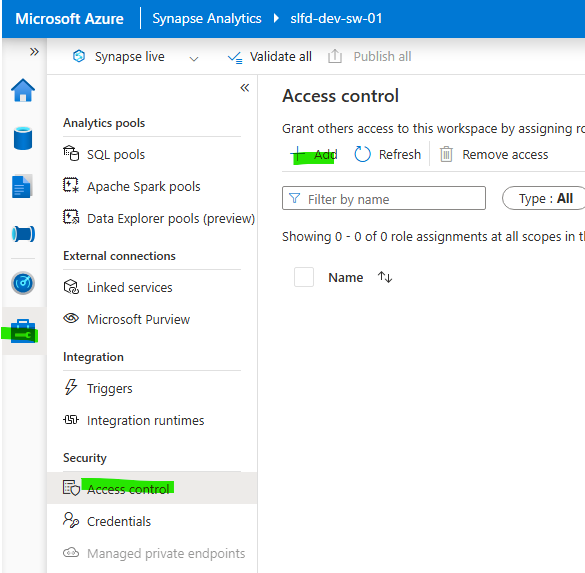 Microsoft Azure Synapse Analytics slfd-dev-sw-01
» Synapse live Validate all Publish all
«
Analytics pools
SQL pools
Apache Spark pools
Data Explorer pools (preview)
External connections
Linked services
Microsoft Purview
Integration
Triggers
Integration runtimes
Security
Access control
Credentials
Managed private endpoints
Access control
Grant others access to this workspace by assigning ro
Add Refresh Remove access
Filter by name Type : All
Showing 0 - 0 of 0 role assignments at all scopes in th
Name